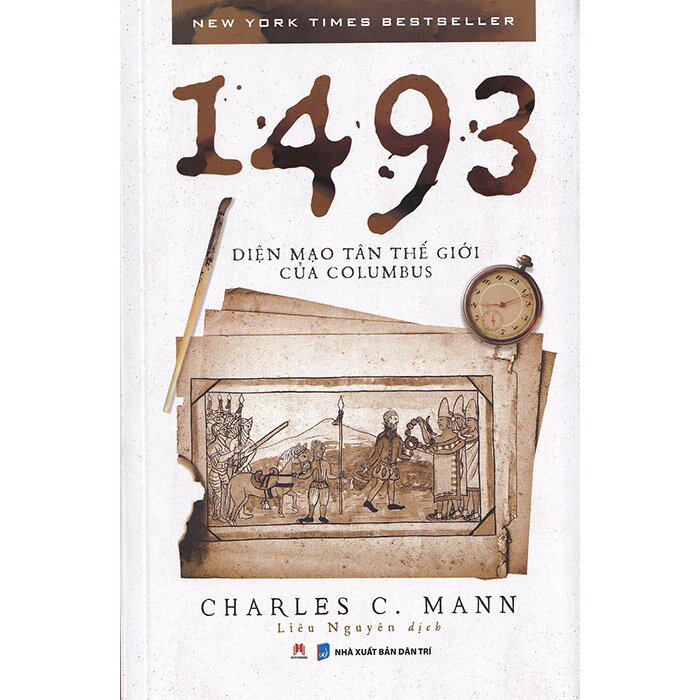 NEW YORK TIMES BESTSELLER
1493
DIỆN MẠO TÂN THẾ GIỚI
CỦA COLUMBUS
CHARLES C. MANN
Liêu Nguyên dịch
NHÀ XUẤT BẢN DÂN TRÍ